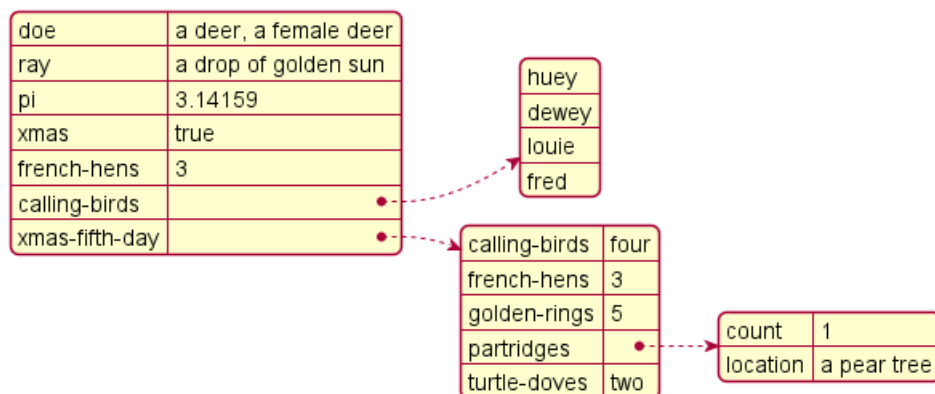 doe a deer, a female deer
ray a drop of golden sun
pi 3.14159
xmas true
french-hens 3
calling-birds
xmas-fifth-day
huey
dewey
louie
fred
calling-birds four
french-hens 3
golden-rings 5
partridges
turtle-doves two
count 1
location a pear tree